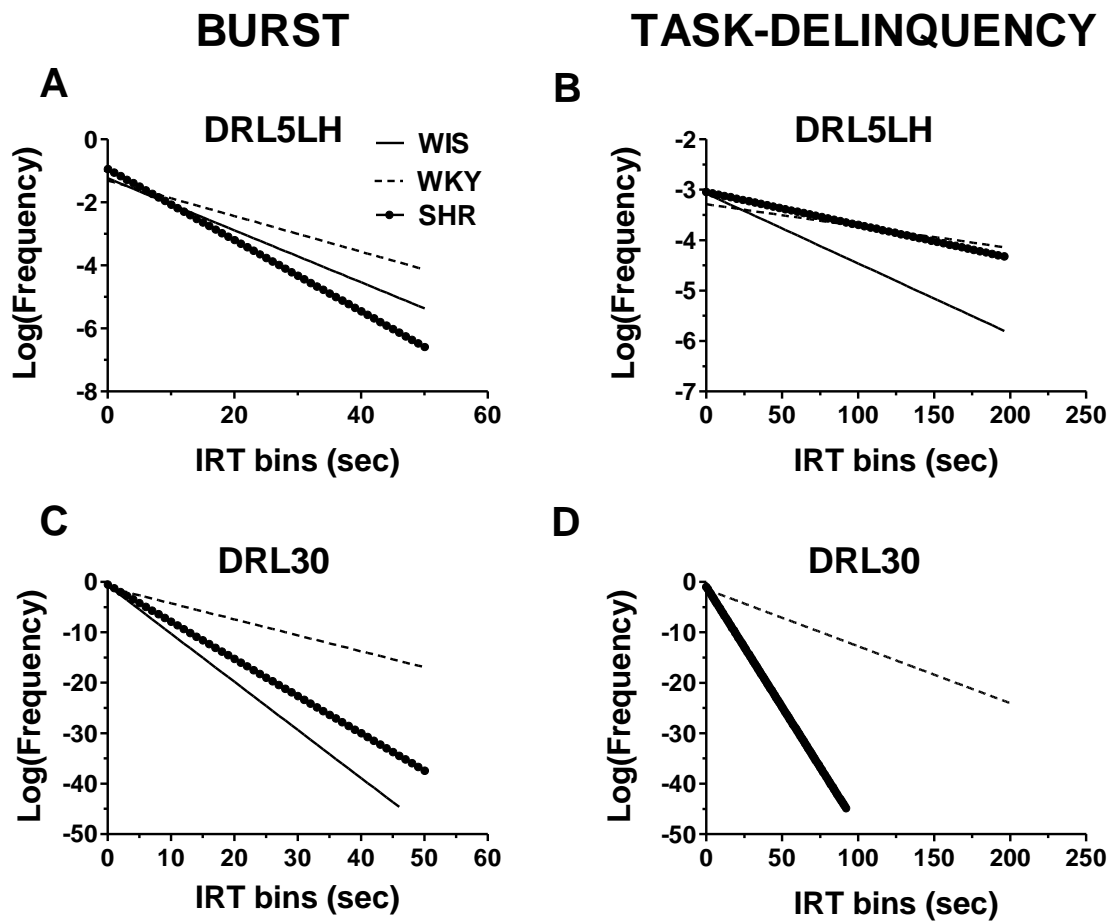 BURST
TASK-DELINQUENCY
A
DRL5LH
WIS
WKY
SHR
Log(Frequency)
0
-2
-4
-6
-8
0 20 40 60
IRT bins (sec)
B
DRL5LH
Log(Frequency)
-2
-3
-4
-5
-6
-7
0 50 100 150 200 250
IRT bins (sec)
C
DRL30
Log(Frequency)
0
-10
-20
-30
-40
-50
0 10 20 30 40 50 60
IRT bins (sec)
D
DRL30
Log(Frequency)
0
-10
-20
-30
-40
-50
0 50 100 150 200 250
IRT bins (sec)